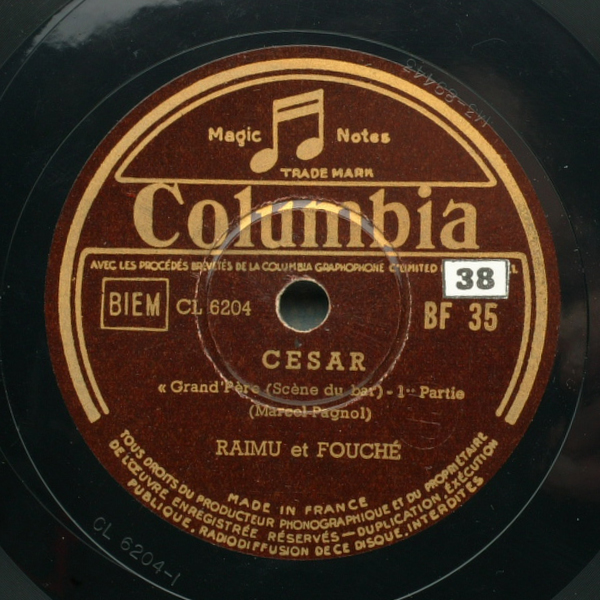 Magic Notes
TRADE MARK
Columbia
AVEC LES PROCÉDÉS BREVETÉS DE LA COLUMBIA GRAPHOPHONE Cº LIMITED
38
BIEM CL 6204
BF 35
CESAR
« Grand'Père (Scène du bar) - 1re Partie
(Marcel Pagnol)
RAIMU et FOUCHÉ
MADE IN FRANCE
TOUS DROITS DU PRODUCTEUR PHONOGRAPHIQUE ET DU PROPRIÉTAIRE
DE L'ŒUVRE ENREGISTRÉE RÉSERVÉS — DUPLICATION EXÉCUTION
PUBLIQUE, RADIODIFFUSION DE CE DISQUE, INTERDITES
CL 6204-1